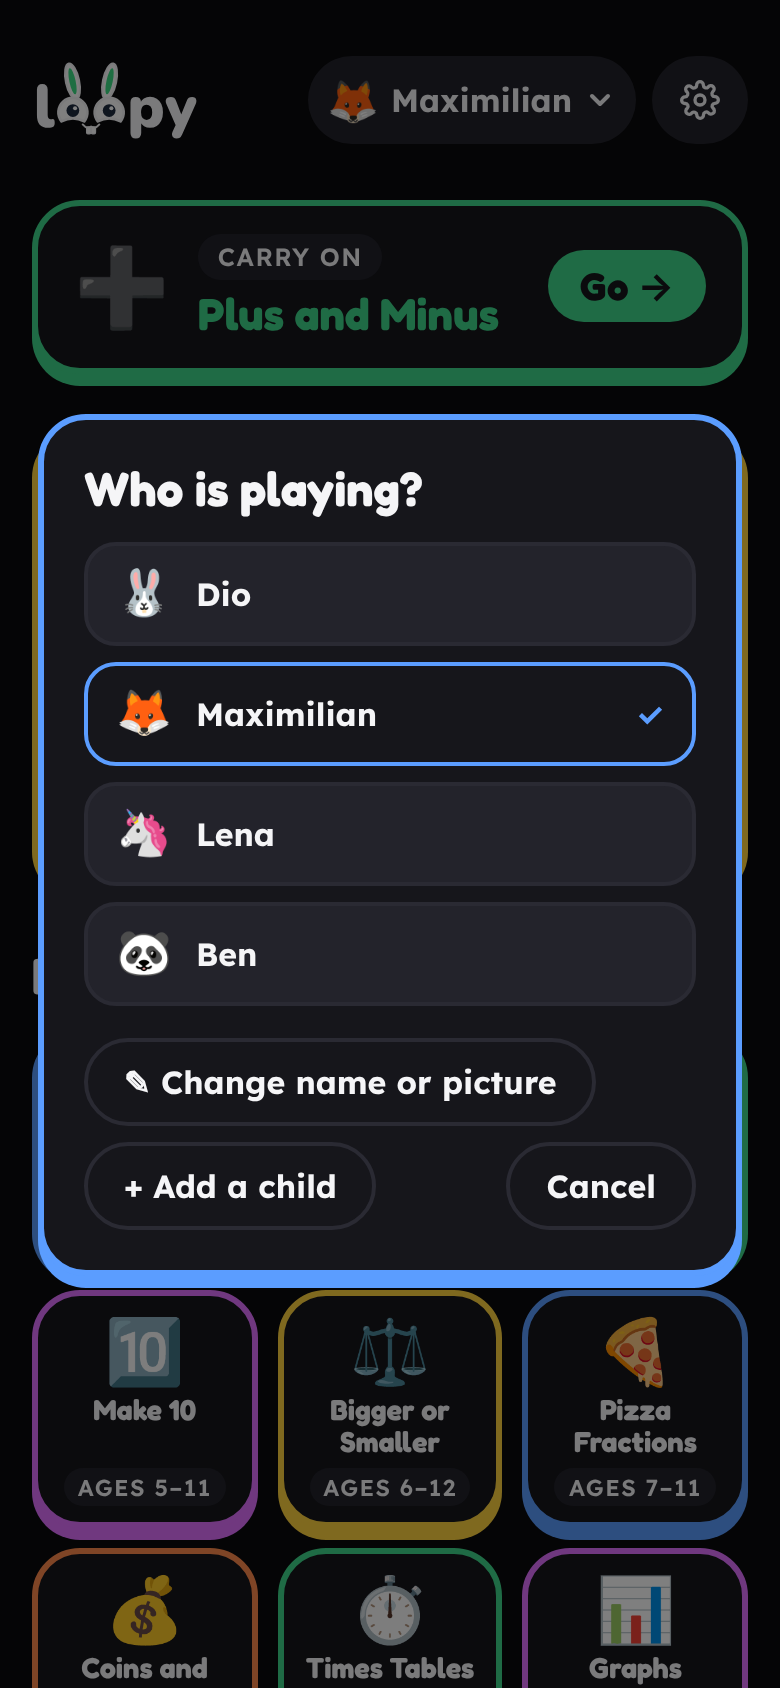 loopy
Maximilian
CARRY ON
Plus and Minus
Go →
Who is playing?
Dio
Maximilian
Lena
Ben
✎ Change name or picture
+ Add a child
Cancel
10
Make 10
AGES 5–11
Bigger or
Smaller
AGES 6–12
Pizza
Fractions
AGES 7–11
Coins and
Times Tables
Graphs